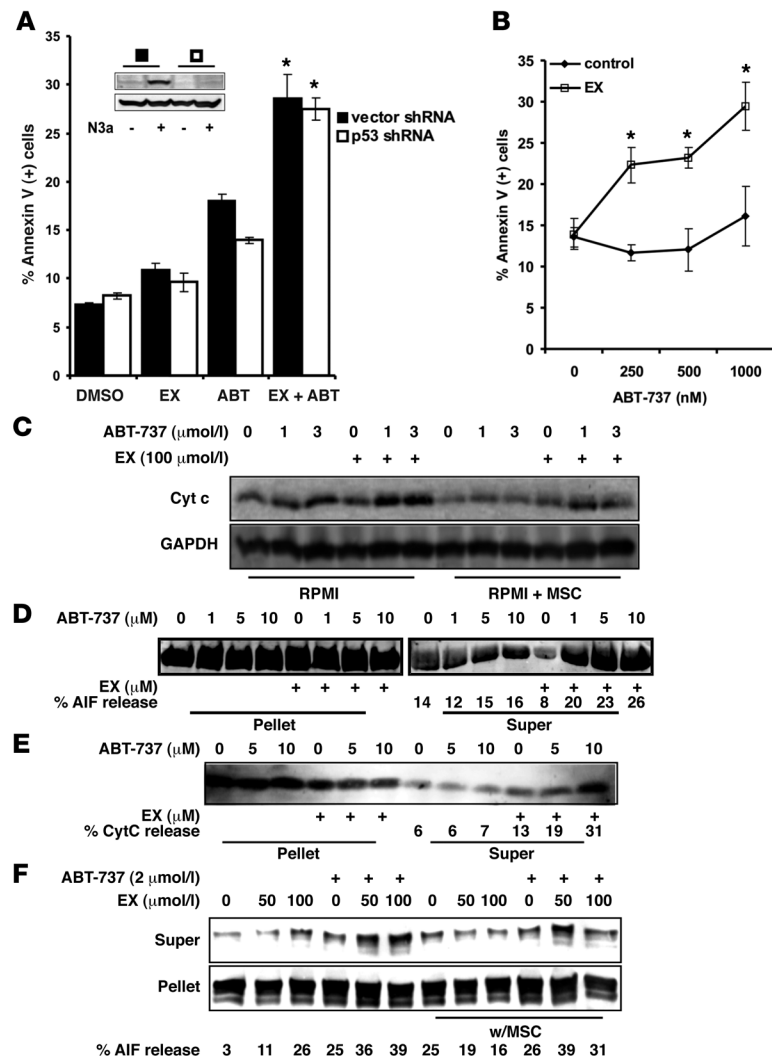 A
% Annexin V (+) cells
35
30
25
20
15
10
5
0
N3a - + - +
* *
vector shRNA
p53 shRNA
DMSO EX ABT EX + ABT
B
% Annexin V (+) cells
35
30
25
20
15
10
5
0
control
EX
* * *
0 250 500 1000
ABT-737 (nM)
C
ABT-737 (μmol/l) 0 1 3 0 1 3 0 1 3 0 1 3
EX (100 μmol/l) + + + + + +
Cyt c
GAPDH
RPMI RPMI + MSC
D
ABT-737 (μM) 0 1 5 10 0 1 5 10 0 1 5 10 0 1 5 10
EX (μM) + + + + + + + +
% AIF release 14 12 15 16 8 20 23 26
Pellet Super
E
ABT-737 (μM) 0 5 10 0 5 10 0 5 10 0 5 10
EX (μM) + + + + + +
% CytC release 6 6 7 13 19 31
Pellet Super
F
ABT-737 (2 μmol/l) + + + + + +
EX (μmol/l) 0 50 100 0 50 100 0 50 100 0 50 100
Super
Pellet
w/MSC
% AIF release 3 11 26 25 36 39 25 19 16 26 39 31